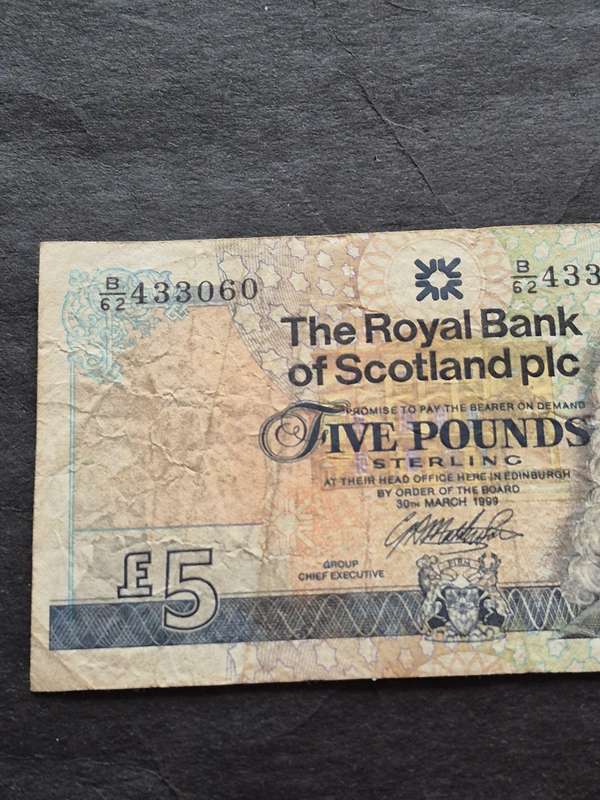 B/62 433060
B/62 433
The Royal Bank
of Scotland plc
PROMISE TO PAY THE BEARER ON DEMAND
FIVE POUNDS
STERLING
AT THEIR HEAD OFFICE HERE IN EDINBURGH
BY ORDER OF THE BOARD
30TH MARCH 1999
GROUP
CHIEF EXECUTIVE
£5
FIRM